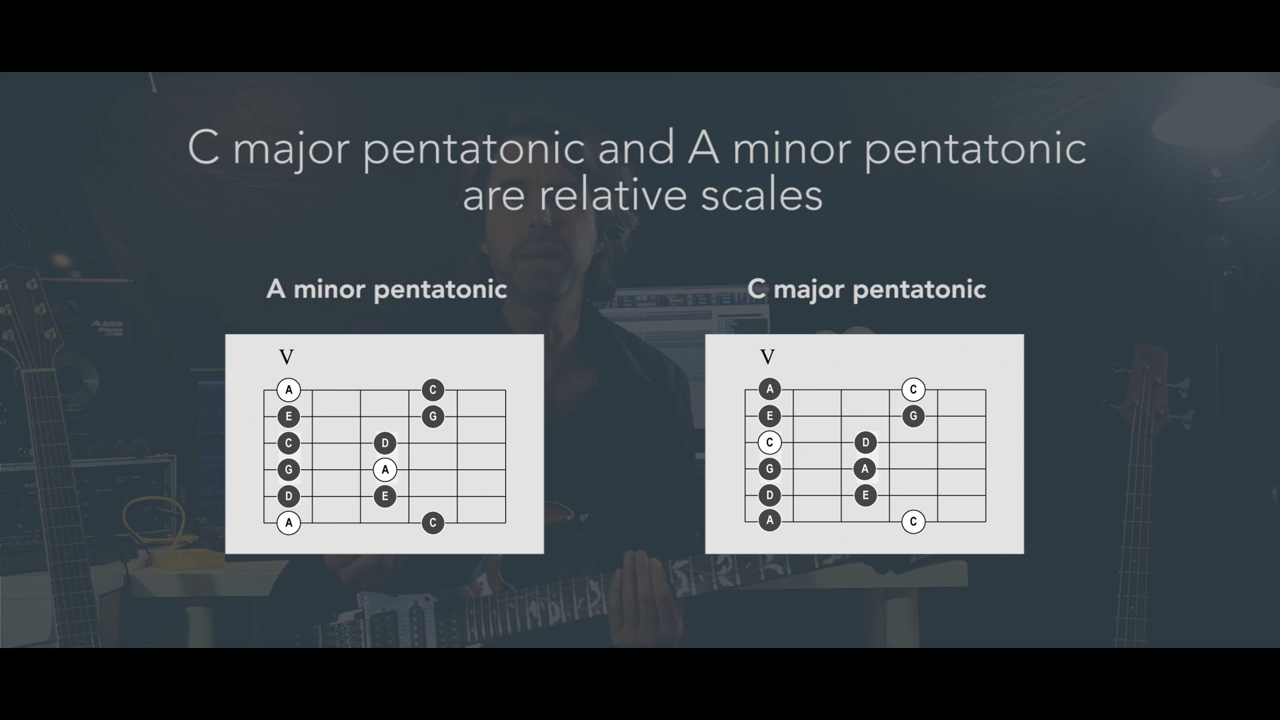 C major pentatonic and A minor pentatonic
are relative scales
A minor pentatonic
C major pentatonic
V
A C
E G
C D
G A
D E
A C
V
A C
E G
C D
G A
D E
A C